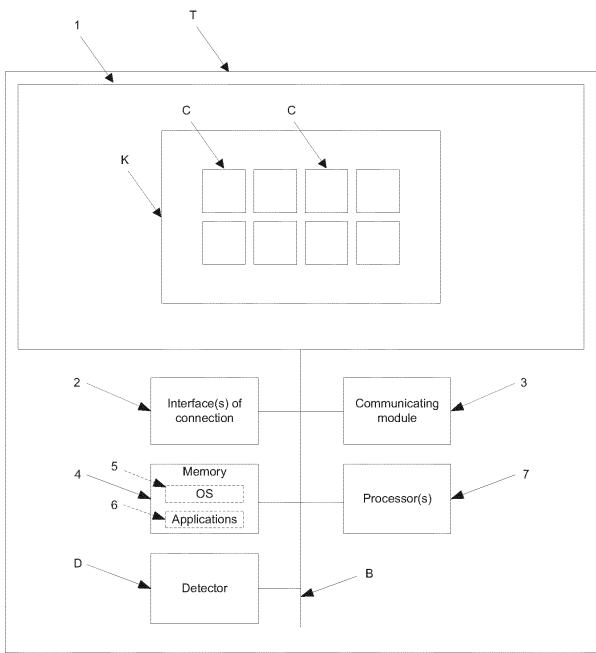 T
1
C
C
K
2
Interface(s) of
connection
Communicating
module
3
5
4
6
Memory
OS
Applications
Processor(s)
7
D
Detector
B